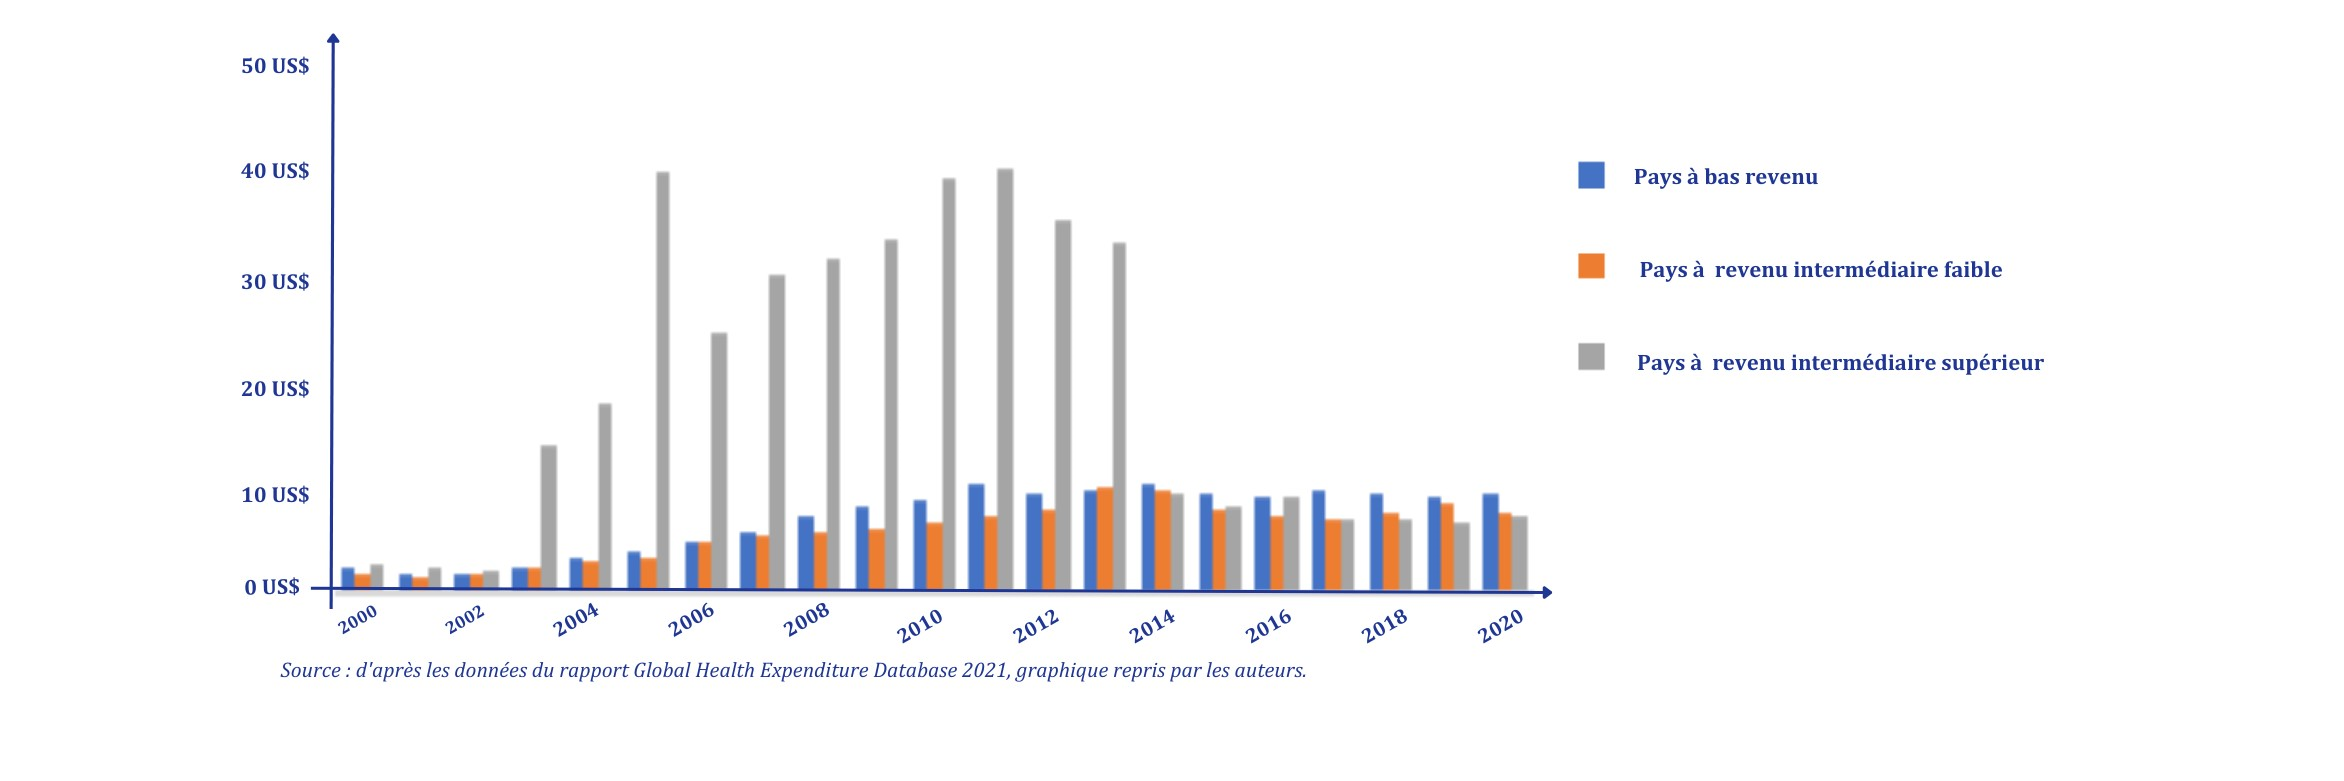 50 US$
40 US$
30 US$
20 US$
10 US$
0 US$
2000 2002 2004 2006 2008 2010 2012 2014 2016 2018 2020
Pays à bas revenu
Pays à revenu intermédiaire faible
Pays à revenu intermédiaire supérieur
Source : d'après les données du rapport Global Health Expenditure Database 2021, graphique repris par les auteurs.